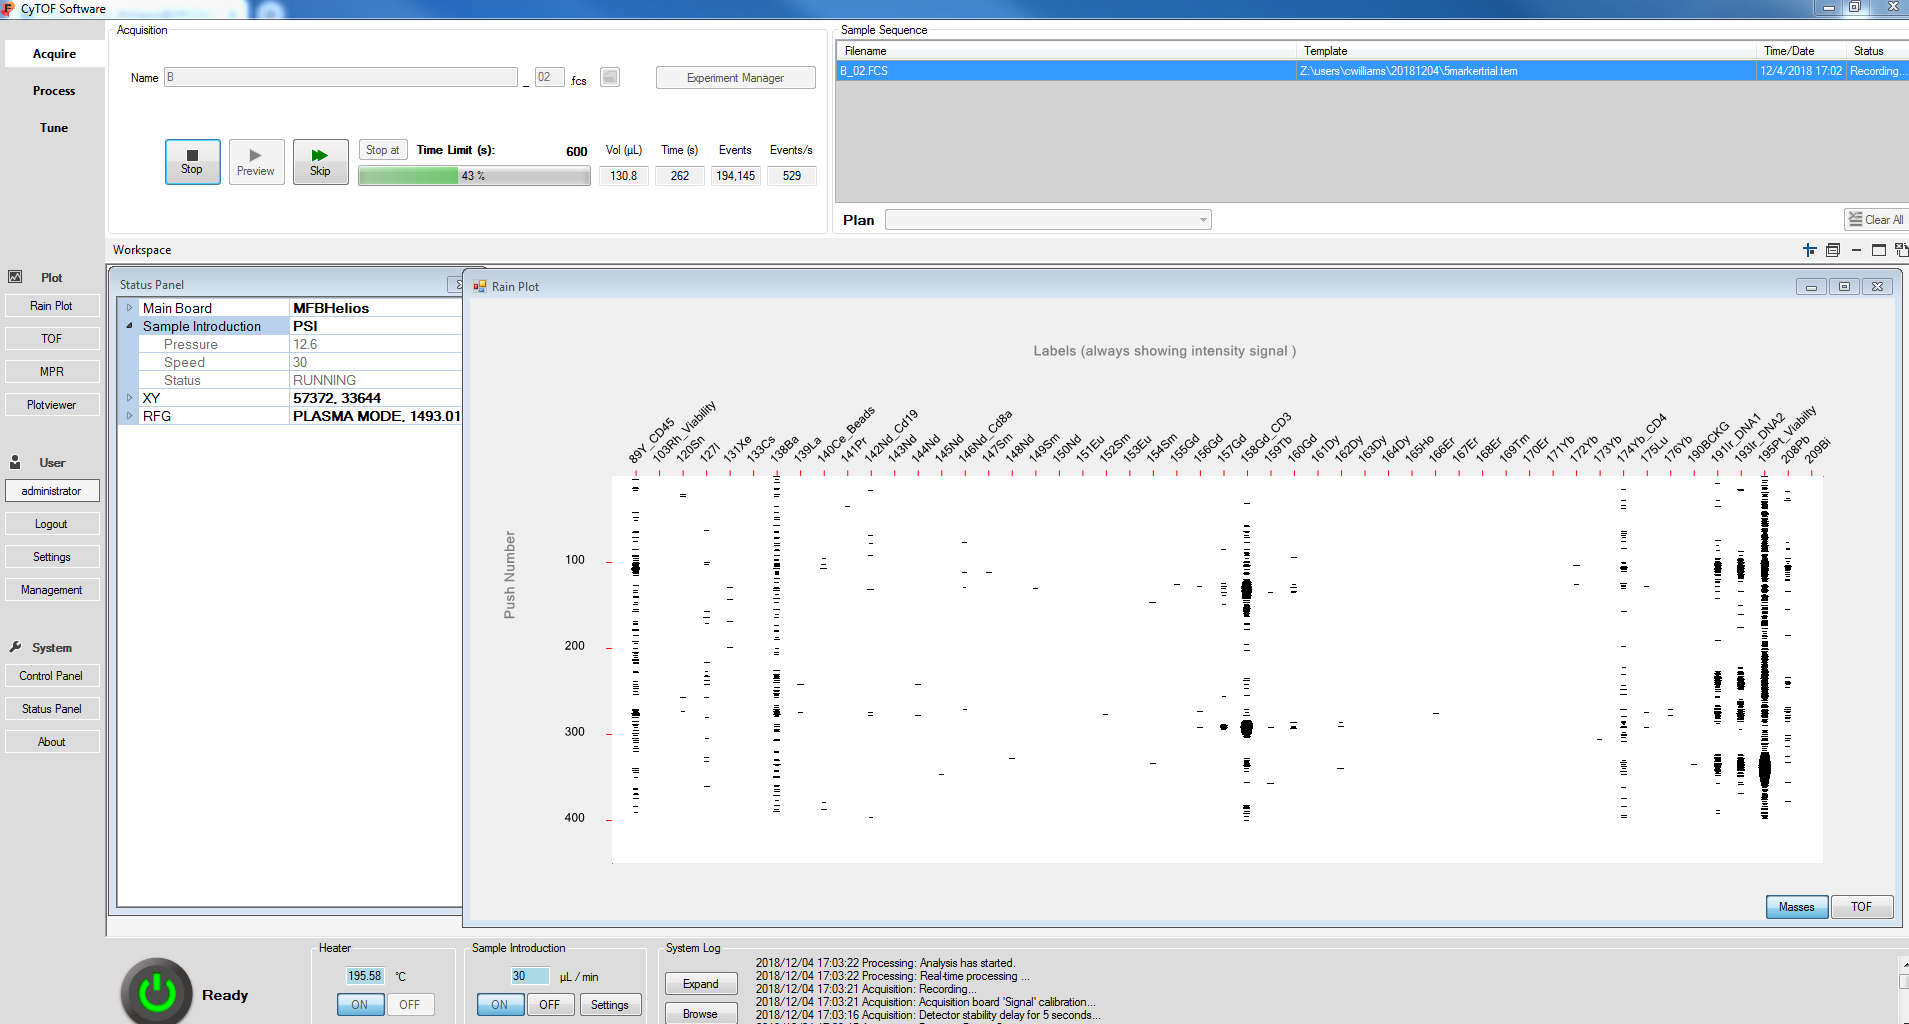 CyTOF Software
Acquire
Process
Tune
Acquisition
Name B _ 02 .fcs
Experiment Manager
Stop
Preview
Skip
Stop at
Time Limit (s): 600
43 %
Vol (µL) Time (s) Events Events/s
130.8 262 194,145 529
Sample Sequence
Filename Template Time/Date Status
B_02.FCS Z:\users\cwilliams\20181204\5markertrial.tem 12/4/2018 17:02 Recording...
Plan
Clear All
Workspace
Plot
Rain Plot
TOF
MPR
Plotviewer
User
administrator
Logout
Settings
Management
System
Control Panel
Status Panel
About
Status Panel
Main Board MFBHelios
Sample Introduction PSI
Pressure 12.6
Speed 30
Status RUNNING
XY 57372, 33644
RFG PLASMA MODE, 1493.01
Rain Plot
Labels (always showing intensity signal )
89Y_CD45
103Rh_Viability
120Sn
127I
131Xe
133Cs
138Ba
139La
140Ce_Beads
141Pr
142Nd_Cd19
143Nd
144Nd
145Nd
146Nd_Cd8a
147Sm
148Nd
149Sm
150Nd
151Eu
152Sm
153Eu
154Sm
155Gd
156Gd
157Gd
158Gd_CD3
159Tb
160Gd
161Dy
162Dy
163Dy
164Dy
165Ho
166Er
167Er
168Er
169Tm
170Er
171Yb
172Yb
173Yb
174Yb_CD4
175Lu
176Yb
190BCKG
191Ir_DNA1
193Ir_DNA2
195Pt_Viabilty
208Pb
209Bi
Push Number
100
200
300
400
Masses
TOF
Ready
Heater
195.58 °C
ON OFF
Sample Introduction
30 µL / min
ON OFF Settings
System Log
Expand
Browse
2018/12/04 17:03:22 Processing: Analysis has started.
2018/12/04 17:03:22 Processing: Real-time processing ...
2018/12/04 17:03:21 Acquisition: Recording...
2018/12/04 17:03:21 Acquisition: Acquisition board 'Signal' calibration...
2018/12/04 17:03:16 Acquisition: Detector stability delay for 5 seconds...